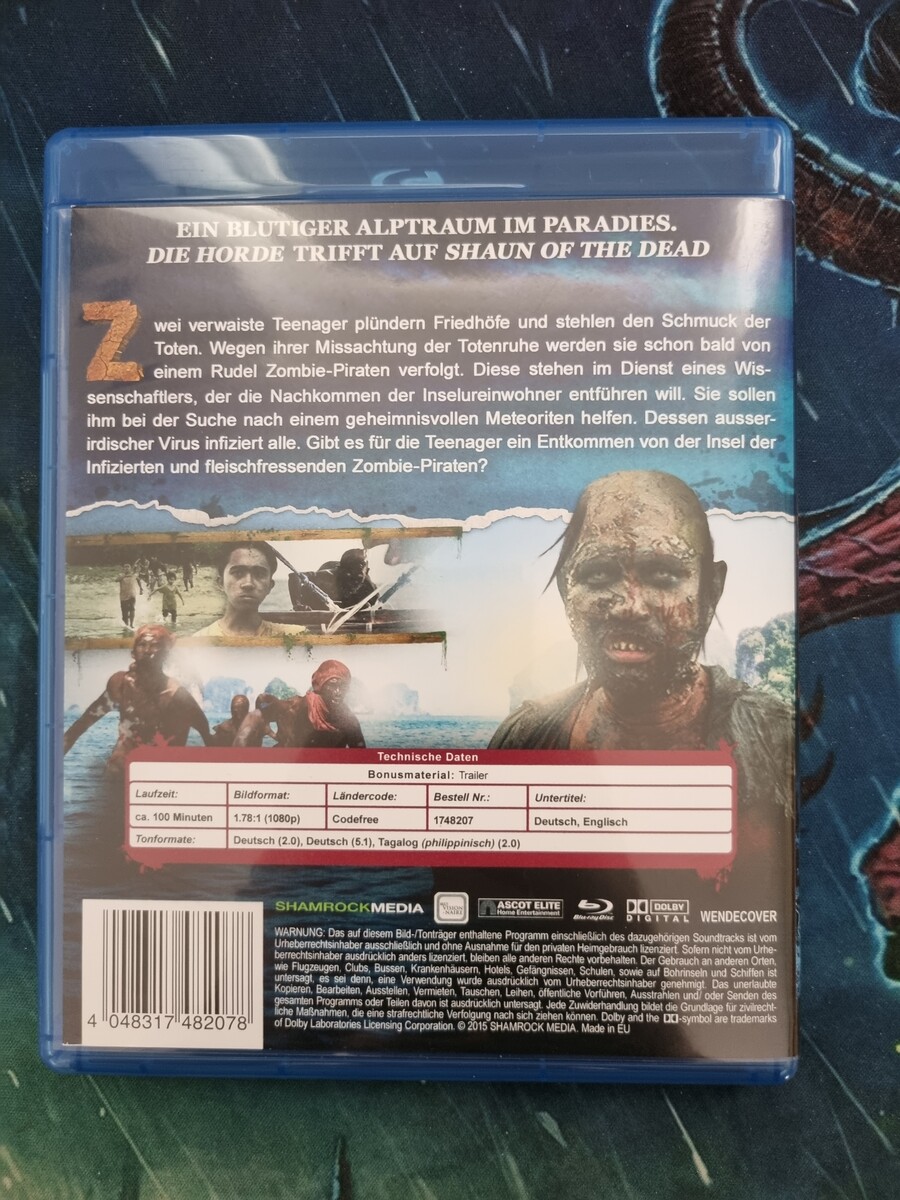 EIN BLUTIGER ALPTRAUM IM PARADIES.
DIE HORDE TRIFFT AUF SHAUN OF THE DEAD
Zwei verwaiste Teenager plündern Friedhöfe und stehlen den Schmuck der
Toten. Wegen ihrer Missachtung der Totenruhe werden sie schon bald von
einem Rudel Zombie-Piraten verfolgt. Diese stehen im Dienst eines Wis-
senschaftlers, der die Nachkommen der Inselureinwohner entführen will. Sie sollen
ihm bei der Suche nach einem geheimnisvollen Meteoriten helfen. Dessen ausser-
irdischer Virus infiziert alle. Gibt es für die Teenager ein Entkommen von der Insel der
Infizierten und fleischfressenden Zombie-Piraten?
Technische Daten
Bonusmaterial: Trailer
Laufzeit: Bildformat: Ländercode: Bestell Nr.: Untertitel:
ca. 100 Minuten 1.78:1 (1080p) Codefree 1748207 Deutsch, Englisch
Tonformate: Deutsch (2.0), Deutsch (5.1), Tagalog (philippinisch) (2.0)
SHAMROCKMEDIA ASCOT ELITE Home Entertainment Blu-ray Disc DOLBY DIGITAL WENDECOVER
WARNUNG: Das auf diesem Bild-/Tonträger enthaltene Programm einschließlich des dazugehörigen Soundtracks ist vom
Urheberrechtsinhaber ausschließlich und ohne Ausnahme für den privaten Heimgebrauch lizenziert. Sofern nicht vom Urhe-
berrechtsinhaber ausdrücklich anders lizenziert, bleiben alle anderen Rechte vorbehalten. Der Gebrauch an anderen Orten,
wie Flugzeugen, Clubs, Bussen, Krankenhäusern, Hotels, Gefängnissen, Schulen, sowie auf Bohrinseln und Schiffen ist
untersagt, es sei denn, eine Verwendung wurde ausdrücklich vom Urheberrechtsinhaber genehmigt. Das unerlaubte
Kopieren, Bearbeiten, Ausstellen, Vermieten, Tauschen, Leihen, öffentliche Vorführen, Ausstrahlen und/ oder Senden des
gesamten Programms oder Teilen davon ist ausdrücklich untersagt. Jede Zuwiderhandlung bildet die Grundlage für zivilrecht-
liche Maßnahmen, die eine strafrechtliche Verfolgung nach sich ziehen können. Dolby and the -symbol are trademarks
of Dolby Laboratories Licensing Corporation. © 2015 SHAMROCK MEDIA. Made in EU
4 048317 482078